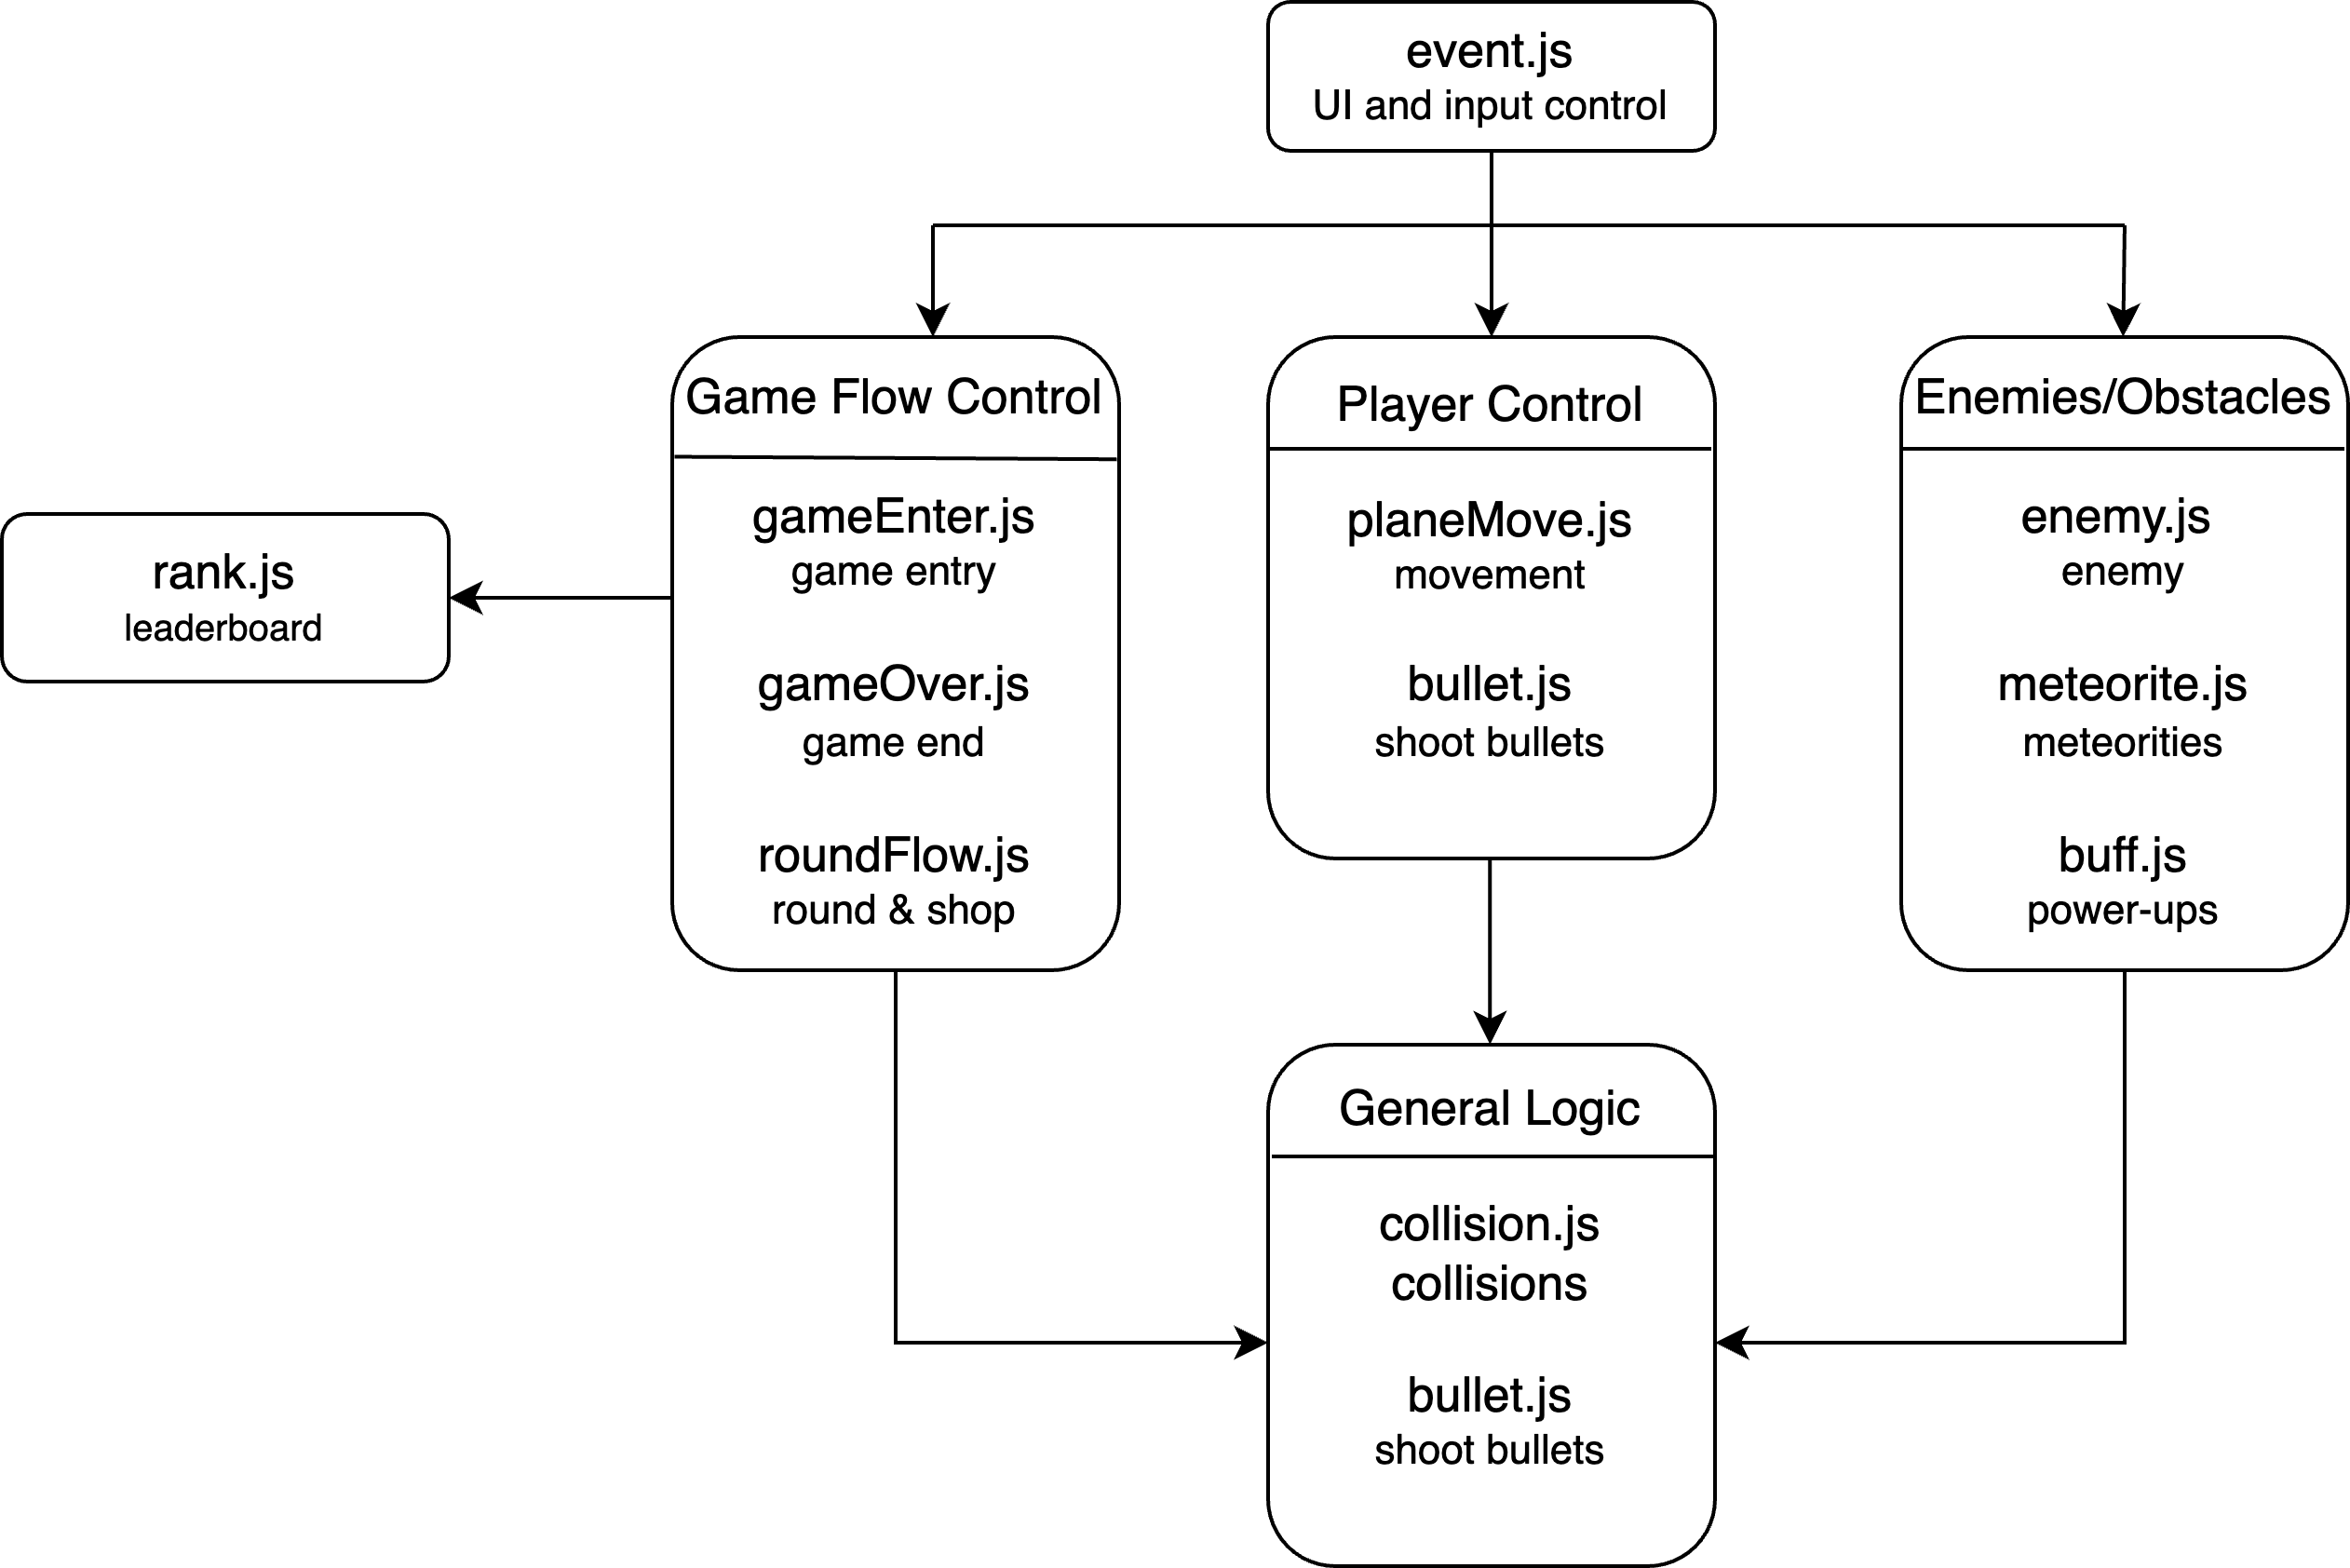 event.js
UI and input control
Game Flow Control
gameEnter.js
game entry
gameOver.js
game end
roundFlow.js
round & shop
Player Control
planeMove.js
movement
bullet.js
shoot bullets
Enemies/Obstacles
enemy.js
enemy
meteorite.js
meteorities
buff.js
power-ups
rank.js
leaderboard
General Logic
collision.js
collisions
bullet.js
shoot bullets